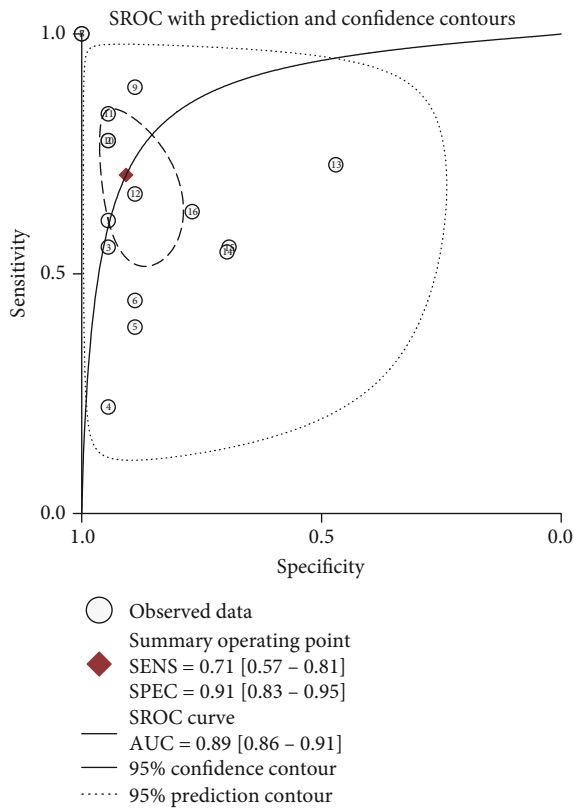 SROC with prediction and confidence contours
1.0
9
11
10
13
12
16
1
3
15
14
6
5
4
0.5
0.0
Sensitivity
1.0
0.5
0.0
Specificity
Observed data
Summary operating point
SENS = 0.71 [0.57 – 0.81]
SPEC = 0.91 [0.83 – 0.95]
SROC curve
AUC = 0.89 [0.86 – 0.91]
95% confidence contour
95% prediction contour